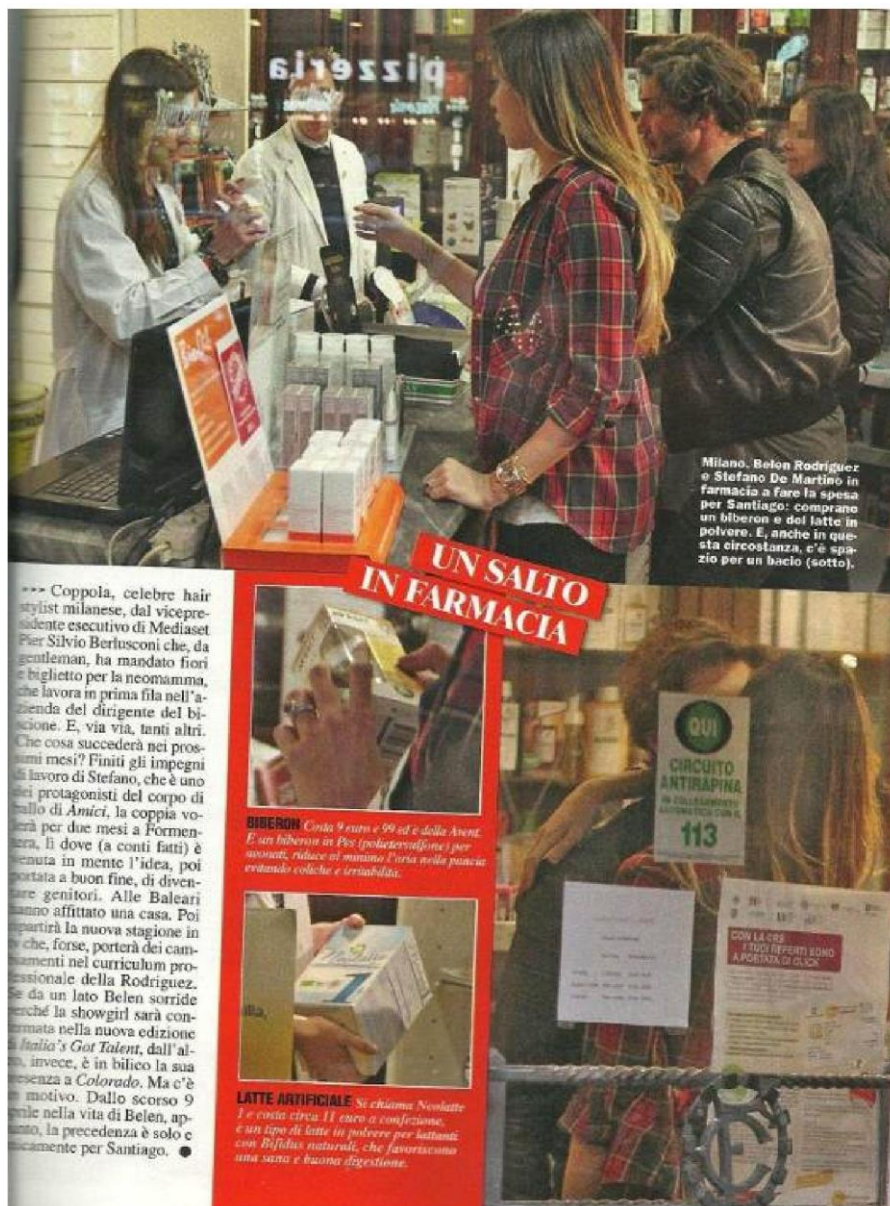 pizzeria
Milano. Belen Rodriguez
e Stefano De Martino in
farmacia a fare la spesa
per Santiago: comprano
un biberon e del latte in
polvere. E, anche in que-
sta circostanza, c'è spa-
zio per un bacio (sotto).
UN SALTO
IN FARMACIA
>>> Coppola, celebre hair
stylist milanese, dal vicepre-
sidente esecutivo di Mediaset
Pier Silvio Berlusconi che, da
gentleman, ha mandato fiori
e biglietto per la neomamma,
che lavora in prima fila nell'a-
zienda del dirigente del bi-
scione. E, via via, tanti altri.
Che cosa succederà nei pros-
simi mesi? Finiti gli impegni
di lavoro di Stefano, che è uno
dei protagonisti del corpo di
ballo di Amici, la coppia vo-
lerà per due mesi a Formen-
tera, lì dove (a conti fatti) è
venuta in mente l'idea, poi
portata a buon fine, di diven-
tare genitori. Alle Baleari
hanno affittato una casa. Poi
ripartirà la nuova stagione in
tv che, forse, porterà dei cam-
biamenti nel curriculum pro-
fessionale della Rodriguez.
Se da un lato Belen sorride
perché la showgirl sarà con-
fermata nella nuova edizione
di Italia's Got Talent, dall'al-
tro, invece, è in bilico la sua
presenza a Colorado. Ma c'è
un motivo. Dallo scorso 9
aprile nella vita di Belen, ap-
punto, la precedenza è solo e
unicamente per Santiago.
BIBERON Costa 9 euro e 99 ed è della Avent.
È un biberon in Pes (polietersulfone) per
neonati, riduce al minimo l'aria nella pancia
evitando coliche e irritabilità.
LATTE ARTIFICIALE Si chiama Neolatte
1 e costa circa 11 euro a confezione,
è un tipo di latte in polvere per lattanti
con Bifidus naturali, che favoriscono
una sana e buona digestione.
QUI
CIRCUITO
ANTIRAPINA
IN COLLEGAMENTO
AUTOMATICO CON IL
113
CON LA CRS
I TUOI REFERTI SONO
A PORTATA DI CLICK